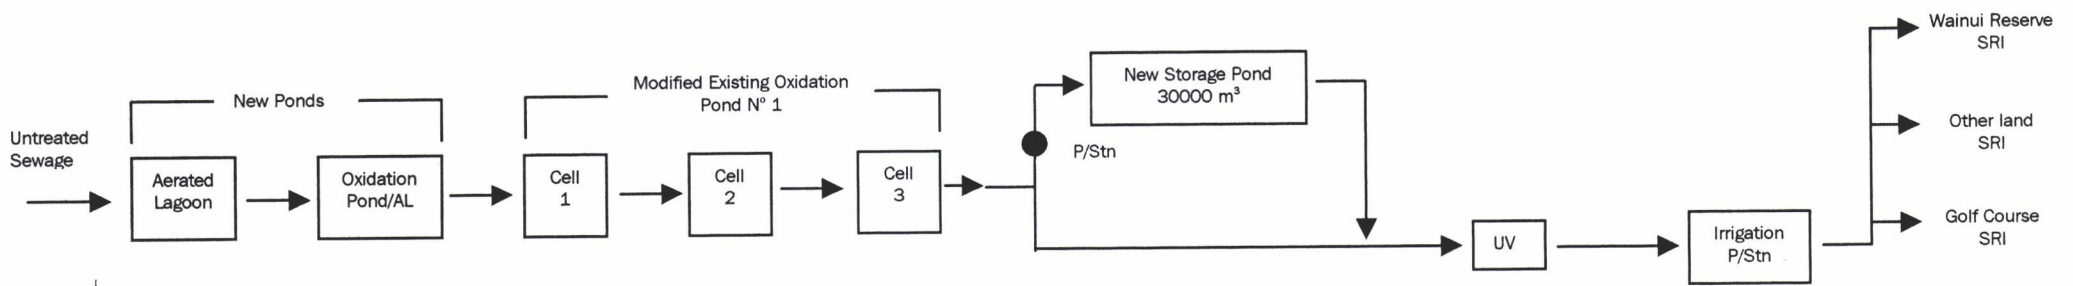 Untreated
Sewage
New Ponds
Aerated
Lagoon
Oxidation
Pond/AL
Modified Existing Oxidation
Pond Nº 1
Cell
1
Cell
2
Cell
3
P/Stn
New Storage Pond
30000 m³
UV
Irrigation
P/Stn
Wainui Reserve
SRI
Other land
SRI
Golf Course
SRI